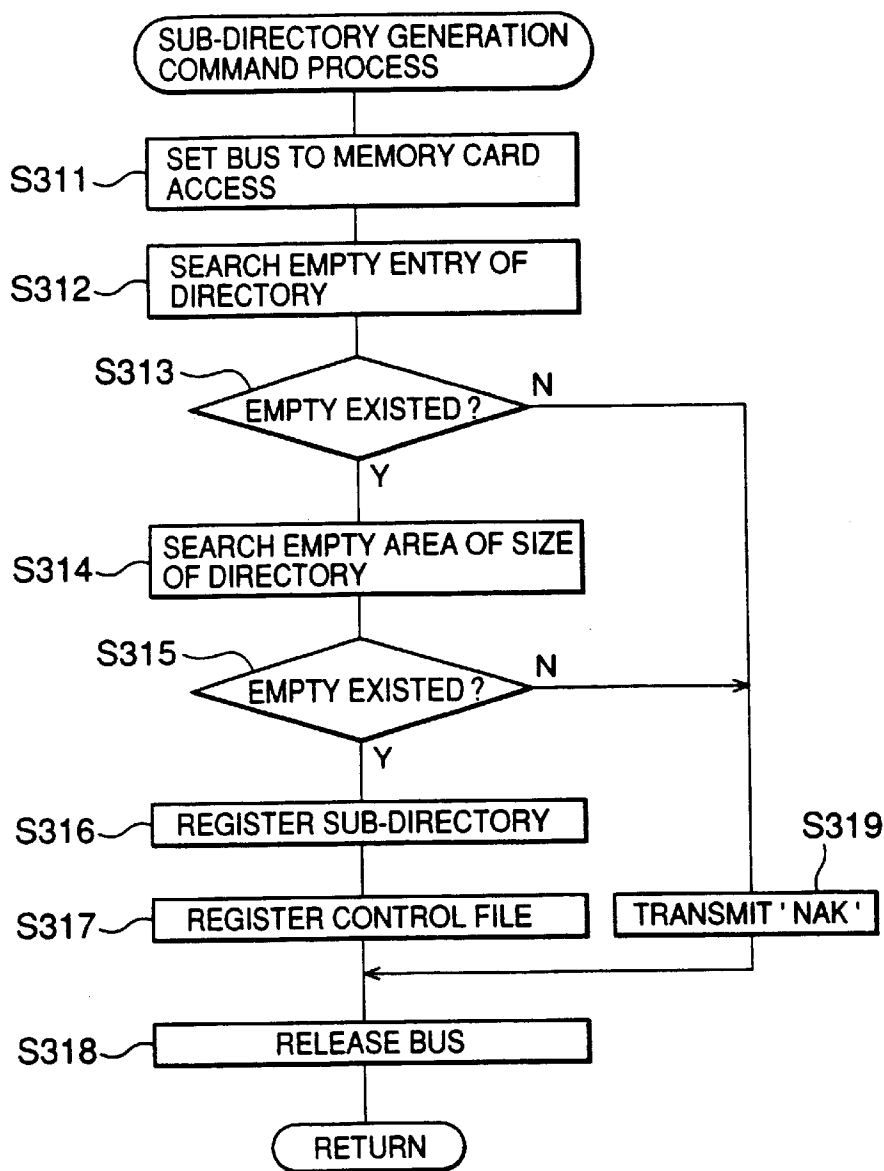 SUB-DIRECTORY GENERATION
COMMAND PROCESS
S311
SET BUS TO MEMORY CARD
ACCESS
S312
SEARCH EMPTY ENTRY OF
DIRECTORY
S313
EMPTY EXISTED ?
N
Y
S314
SEARCH EMPTY AREA OF SIZE
OF DIRECTORY
S315
EMPTY EXISTED ?
N
Y
S316
REGISTER SUB-DIRECTORY
S319
S317
REGISTER CONTROL FILE
TRANSMIT ' NAK '
S318
RELEASE BUS
RETURN